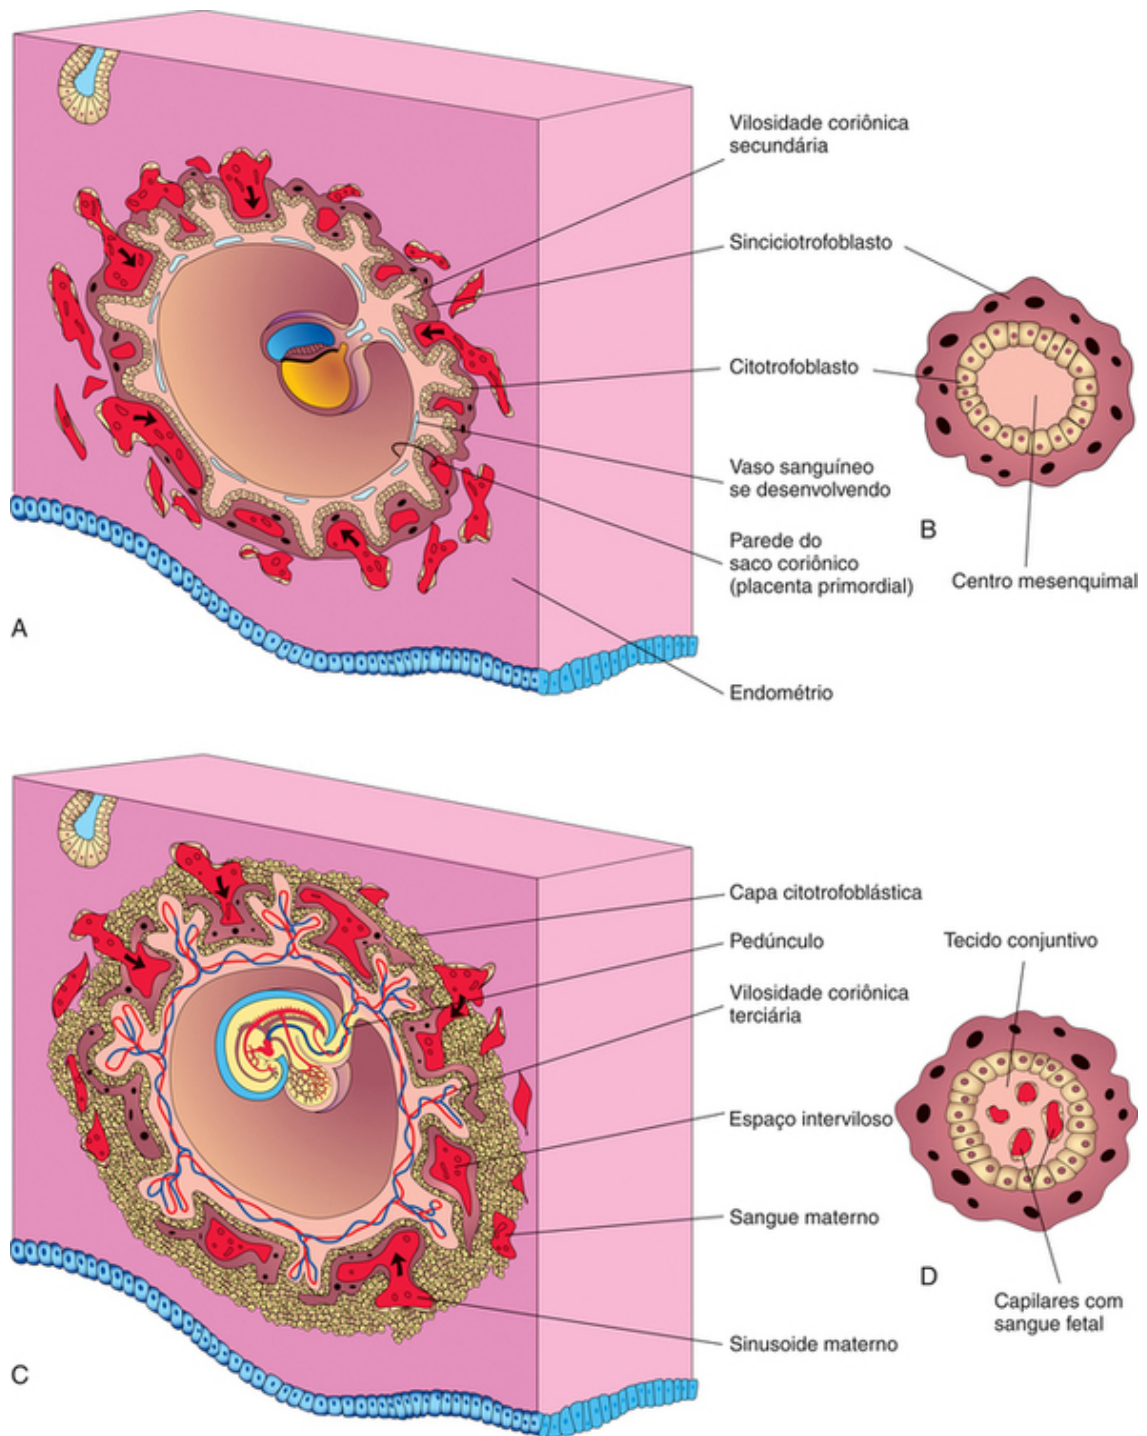 Vilosidade coriônica
secundária
Sinciciotrofoblasto
Citotrofoblasto
Vaso sanguíneo
se desenvolvendo
B
Parede do
saco coriônico
(placenta primordial)
Centro mesenquimal
A
Endométrio
Capa citotrofoblástica
Pedúnculo
Tecido conjuntivo
Vilosidade coriônica
terciária
Espaço interviloso
Sangue materno
D
Capilares com
sangue fetal
Sinusoide materno
C